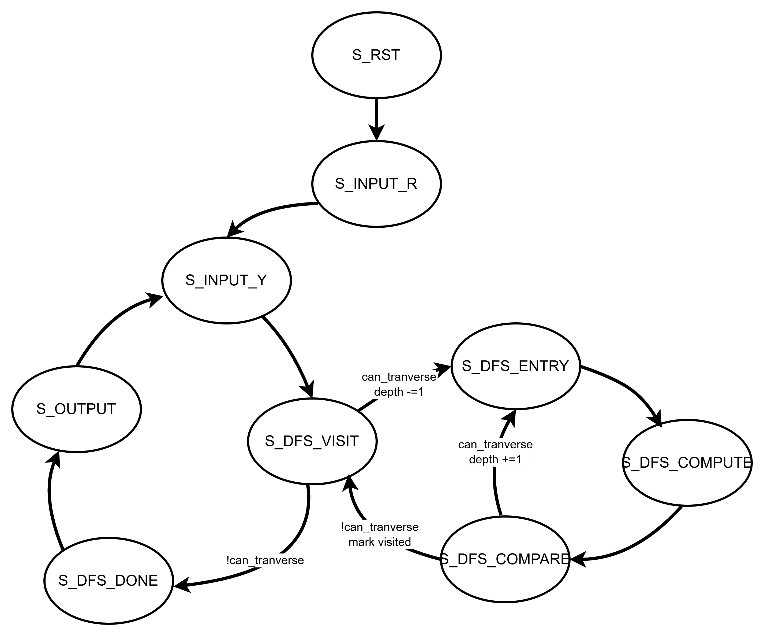 S_RST
S_INPUT_R
S_INPUT_Y
can_tranverse
depth -=1
S_DFS_ENTRY
S_OUTPUT
S_DFS_VISIT
can_tranverse
depth +=1
S_DFS_COMPUTE
!can_tranverse
mark visited
!can_tranverse
S_DFS_COMPARE
S_DFS_DONE